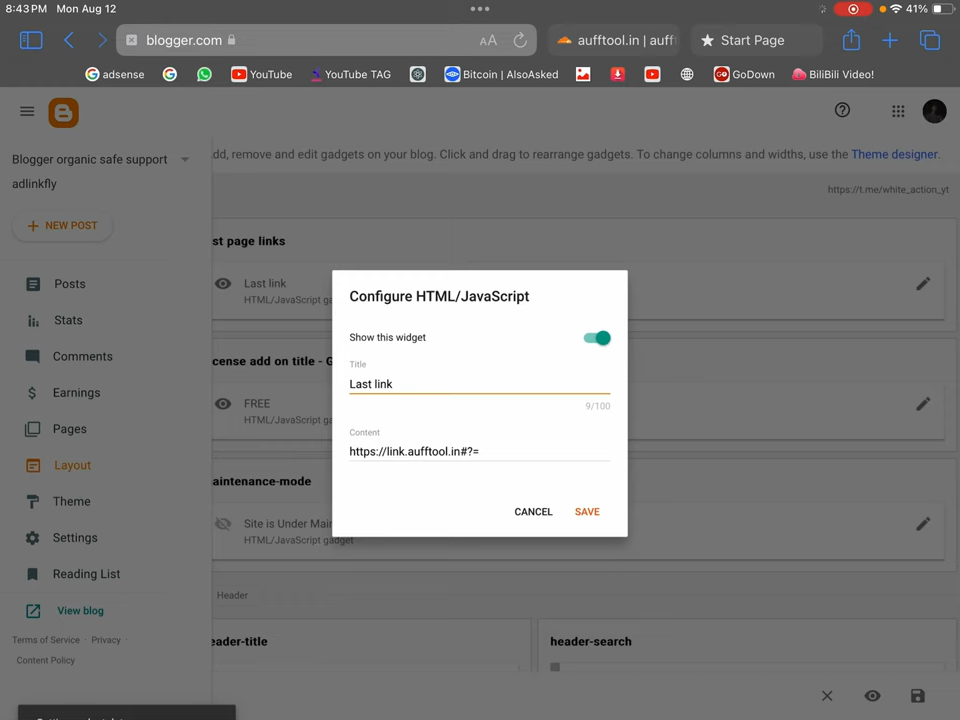 8:43 PM Mon Aug 12
41%
blogger.com
AA
aufftool.in | auff
Start Page
adsense
YouTube
YouTube TAG
Bitcoin | AlsoAsked
GoDown
BiliBili Video!
Blogger organic safe support
adlinkfly
dd, remove and edit gadgets on your blog. Click and drag to rearrange gadgets. To change columns and widths, use the Theme designer.
https://t.me/white_action_yt
NEW POST
Posts
Stats
Comments
Earnings
Pages
Layout
Theme
Settings
Reading List
View blog
Terms of Service · Privacy ·
Content Policy
st page links
Last link
HTML/JavaScript ga
cense add on title - G
FREE
HTML/JavaScript ga
aintenance-mode
Site is Under Main
HTML/JavaScript gadget
Header
eader-title
header-search
Configure HTML/JavaScript
Show this widget
Title
Last link
9/100
Content
https://link.aufftool.in#?=
CANCEL
SAVE